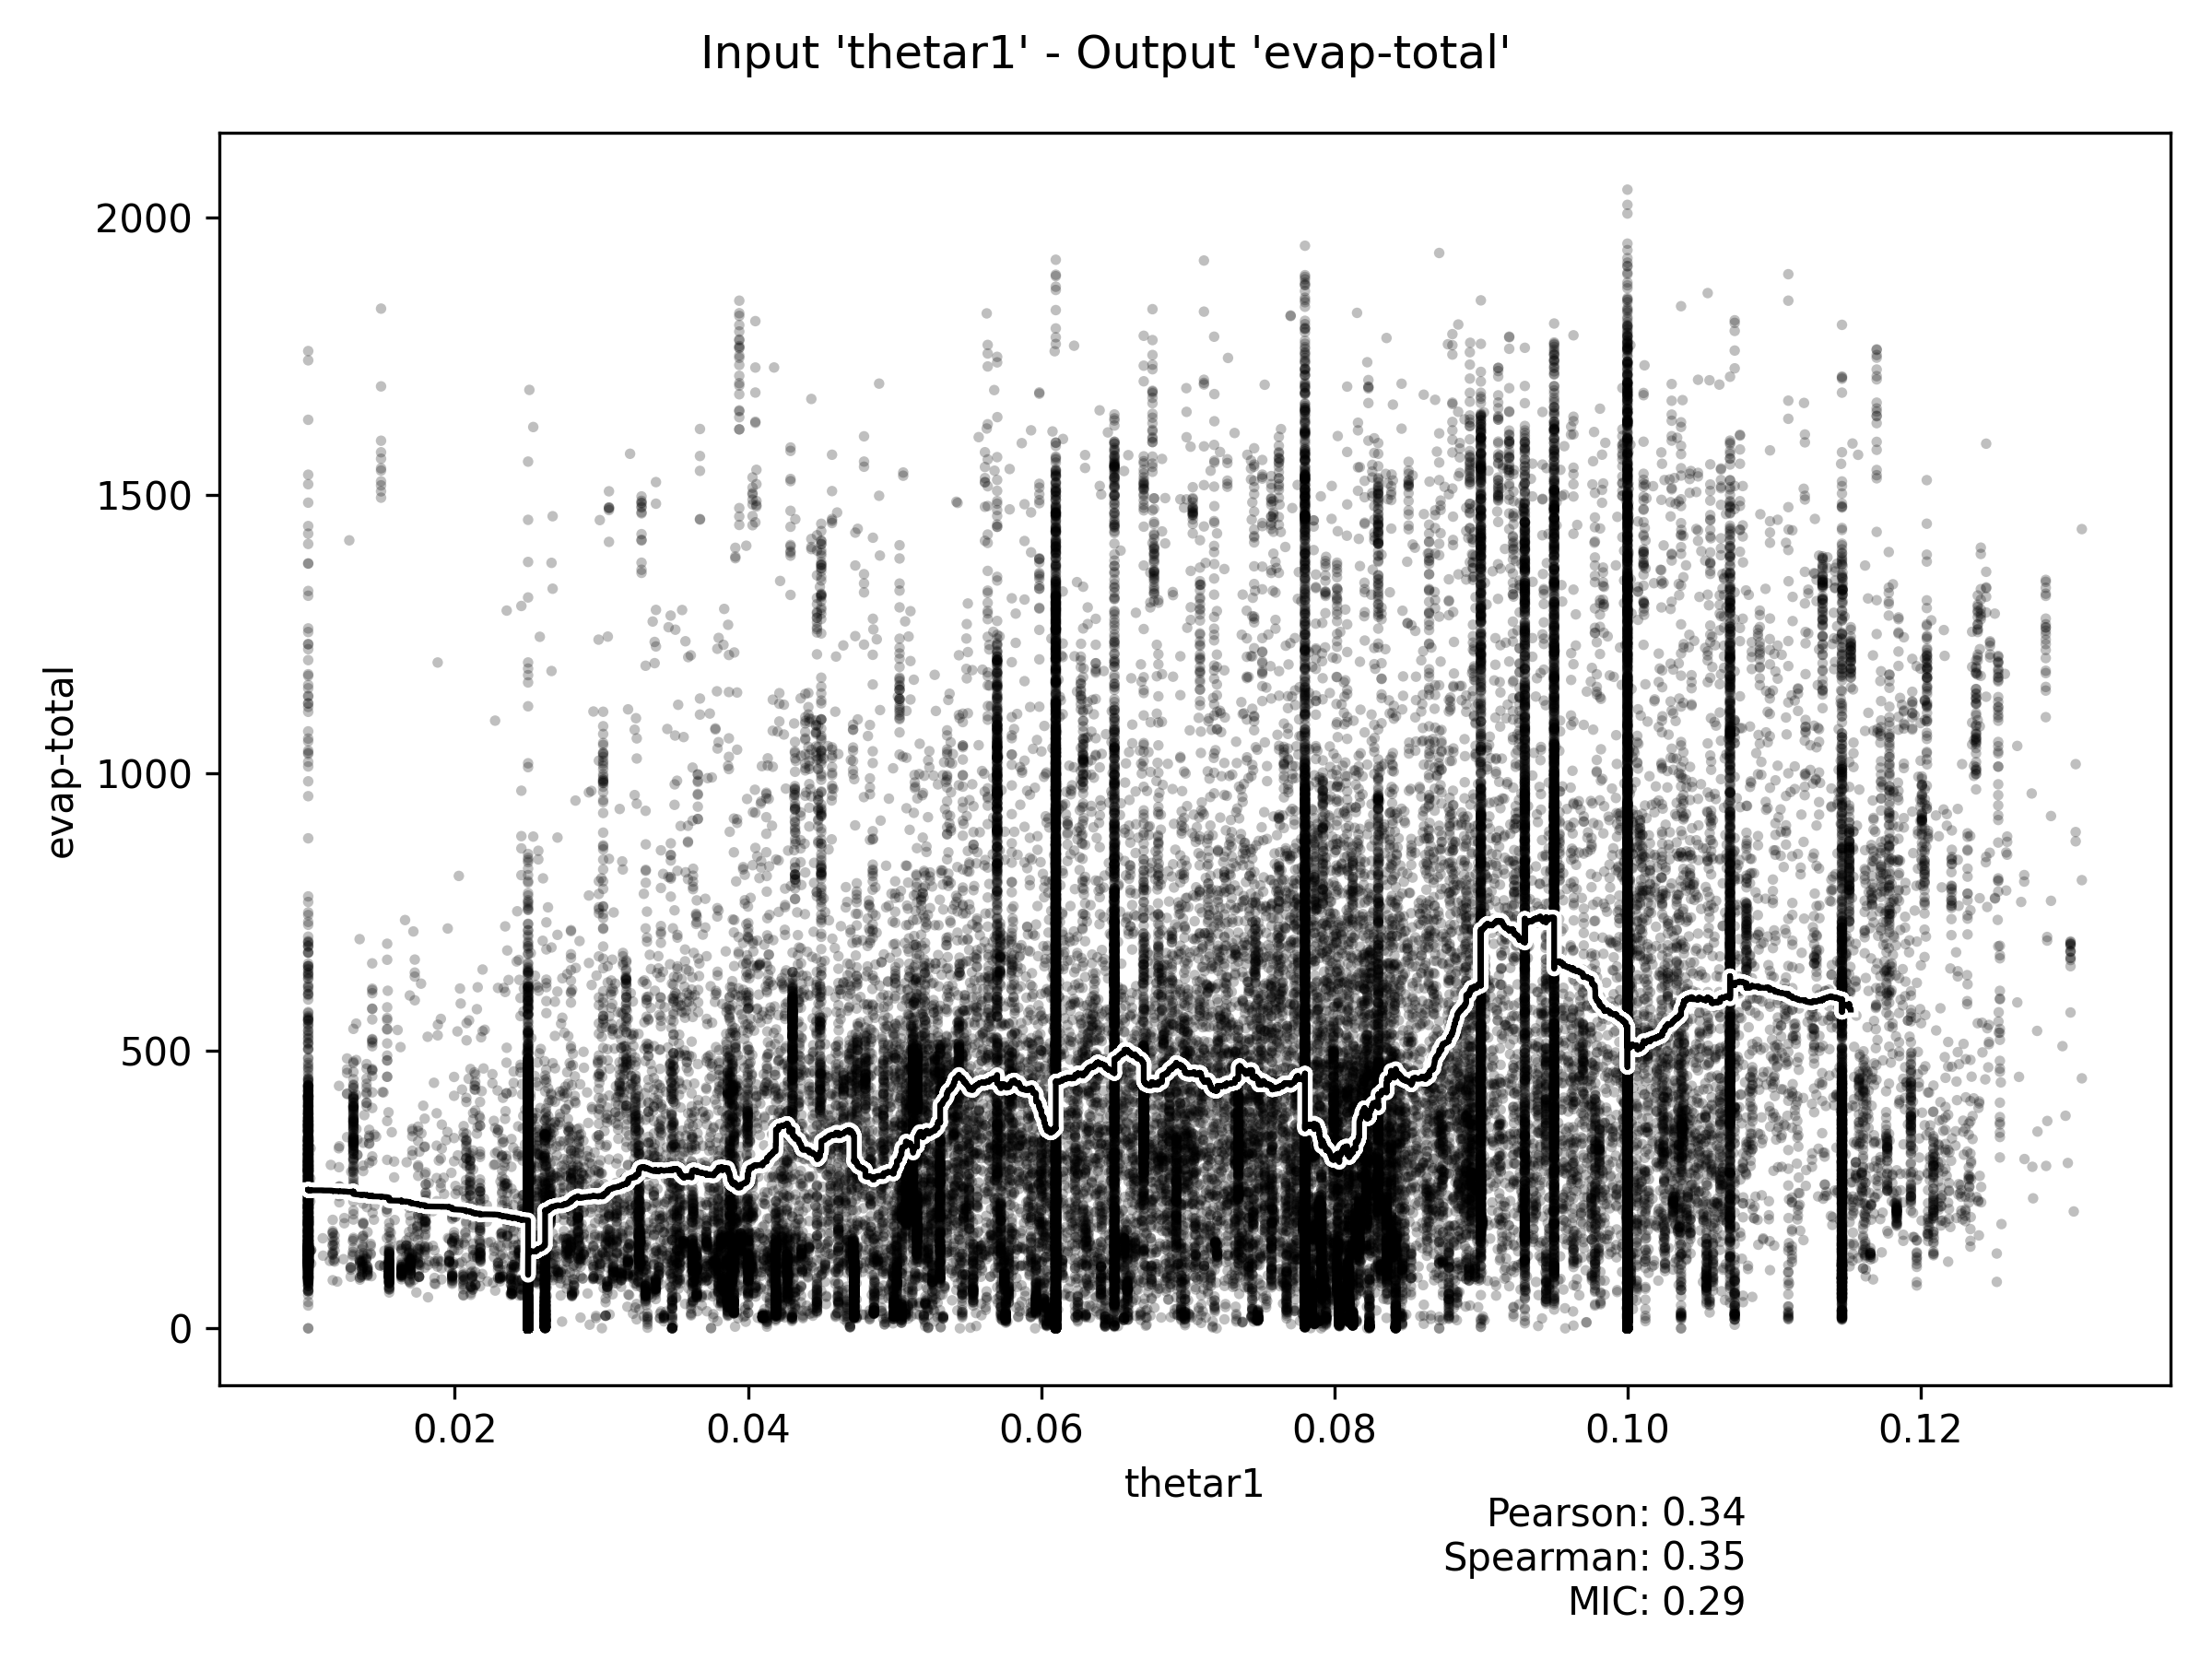 Input 'thetar1' - Output 'evap-total'
2000
1500
1000
500
0
evap-total
0.02 0.04 0.06 0.08 0.10 0.12
thetar1
Pearson: 0.34
Spearman: 0.35
MIC: 0.29